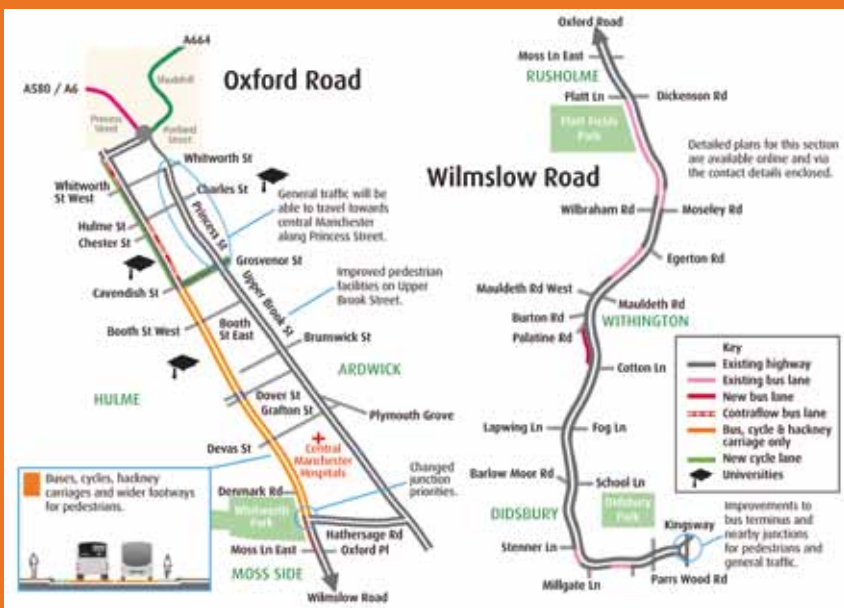 A664
Oxford Road
A580 / A6
Shudehill
Princess
Street
Portland
Street
Whitworth St
Whitworth
St West
Charles St
General traffic will be
able to travel towards
central Manchester
along Princess Street.
Hulme St
Chester St
Princess St
Grosvenor St
Cavendish St
Upper Brook St
Improved pedestrian
facilities on Upper
Brook Street.
Booth St West
Booth
St East
Brunswick St
ARDWICK
HULME
Dover St
Grafton St
Plymouth Grove
Devas St
Central
Manchester
Hospitals
Buses, cycles, hackney
carriages and wider footways
for pedestrians.
Denmark Rd
Changed
junction
priorities.
Whitworth
Park
Hathersage Rd
Moss Ln East
Oxford Pl
MOSS SIDE
Wilmslow Road
Oxford Road
Moss Ln East
RUSHOLME
Platt Ln
Dickenson Rd
Platt Fields
Park
Detailed plans for this section
are available online and via
the contact details enclosed.
Wilmslow Road
Wilbraham Rd
Moseley Rd
Egerton Rd
Mauldeth Rd West
Mauldeth Rd
Burton Rd
WITHINGTON
Palatine Rd
Cotton Ln
Key
Existing highway
Existing bus lane
New bus lane
Contraflow bus lane
Bus, cycle & hackney
carriage only
New cycle lane
Universities
Lapwing Ln
Fog Ln
Barlow Moor Rd
School Ln
DIDSBURY
Didsbury
Park
Kingsway
Improvements to
bus terminus and
nearby junctions
for pedestrians and
general traffic.
Stenner Ln
Millgate Ln
Parrs Wood Rd